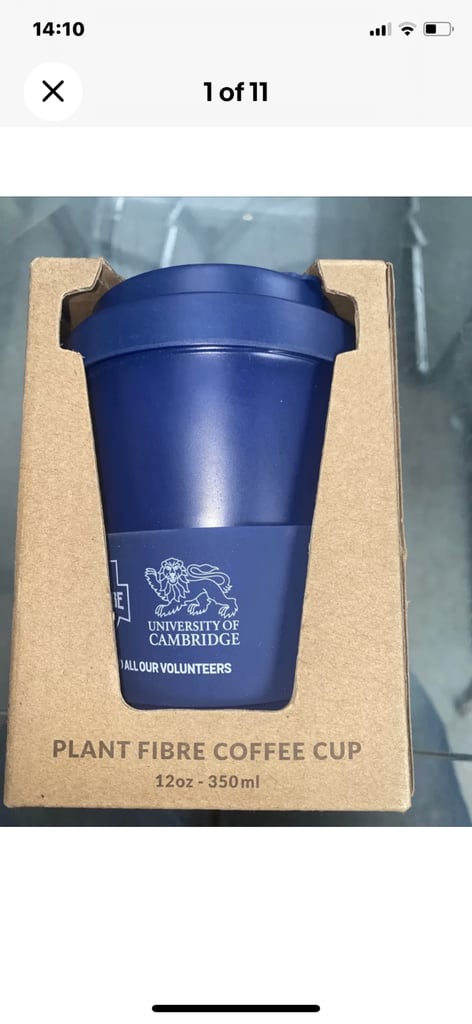 14:10
1 of 11
UNIVERSITY OF
CAMBRIDGE
ALL OUR VOLUNTEERS
PLANT FIBRE COFFEE CUP
12oz - 350ml